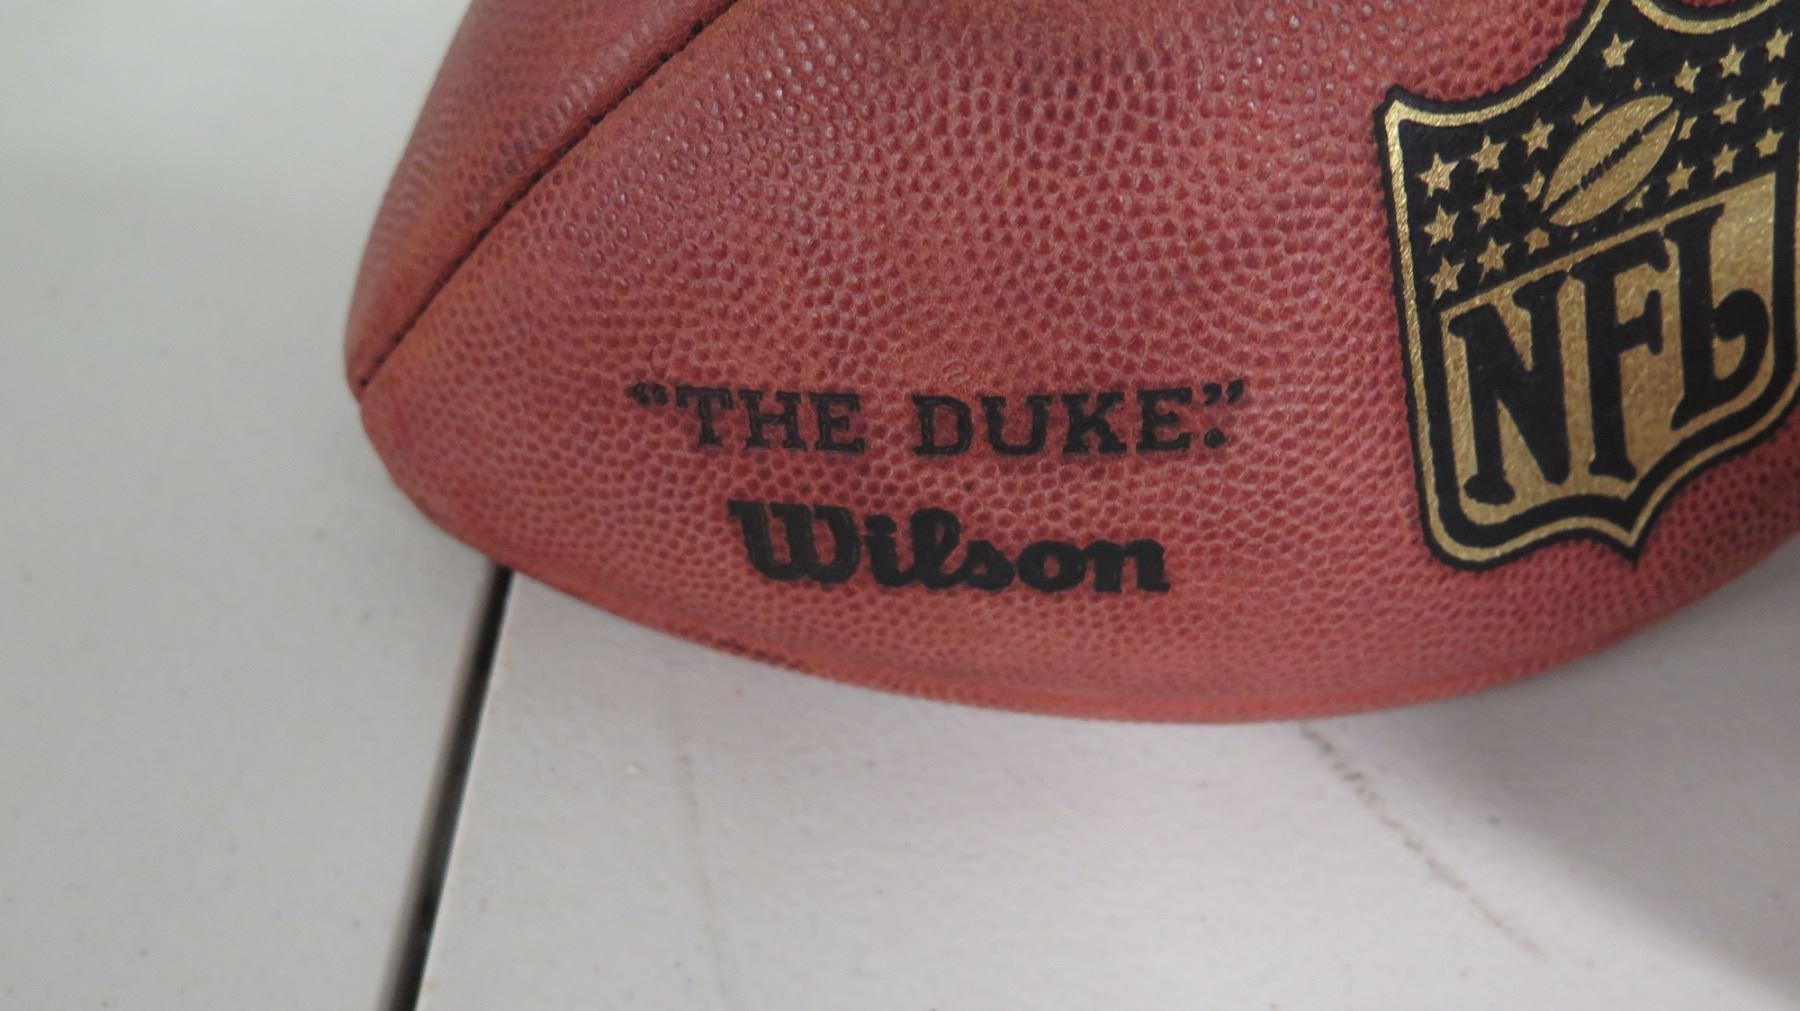 “THE DUKE.”
Wilson
NFL